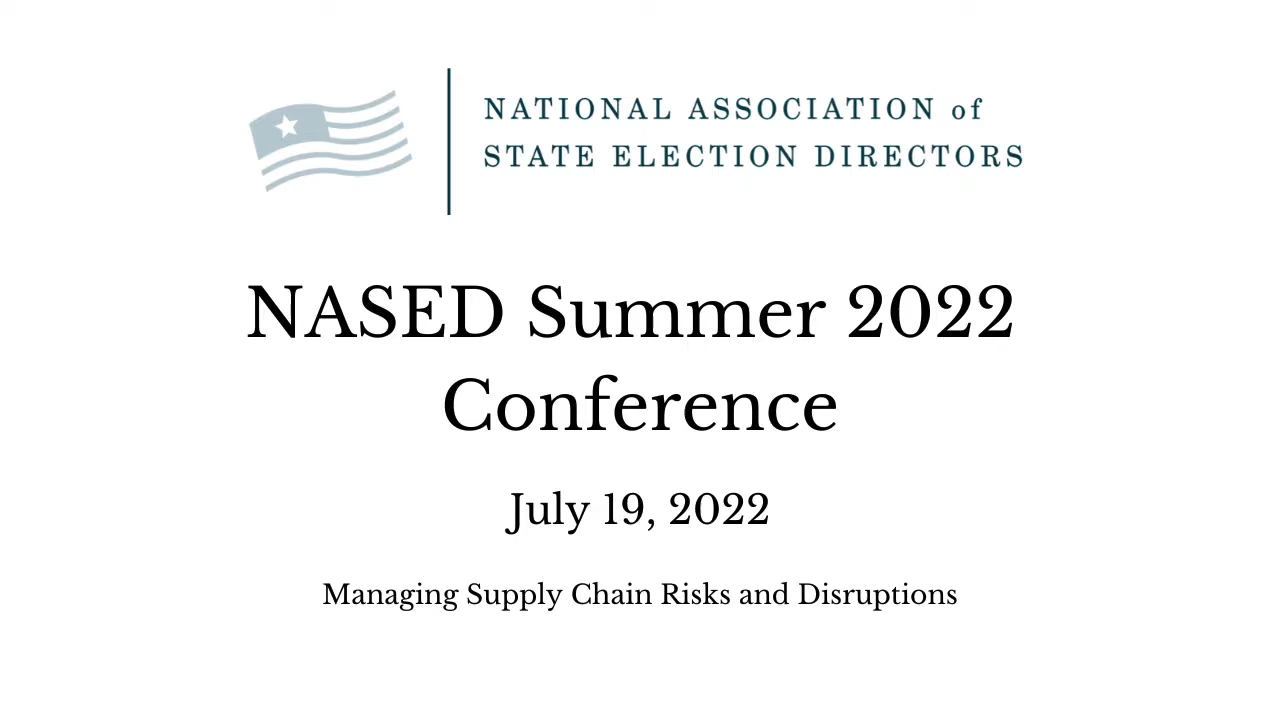 NATIONAL ASSOCIATION of
STATE ELECTION DIRECTORS
NASED Summer 2022
Conference
July 19, 2022
Managing Supply Chain Risks and Disruptions